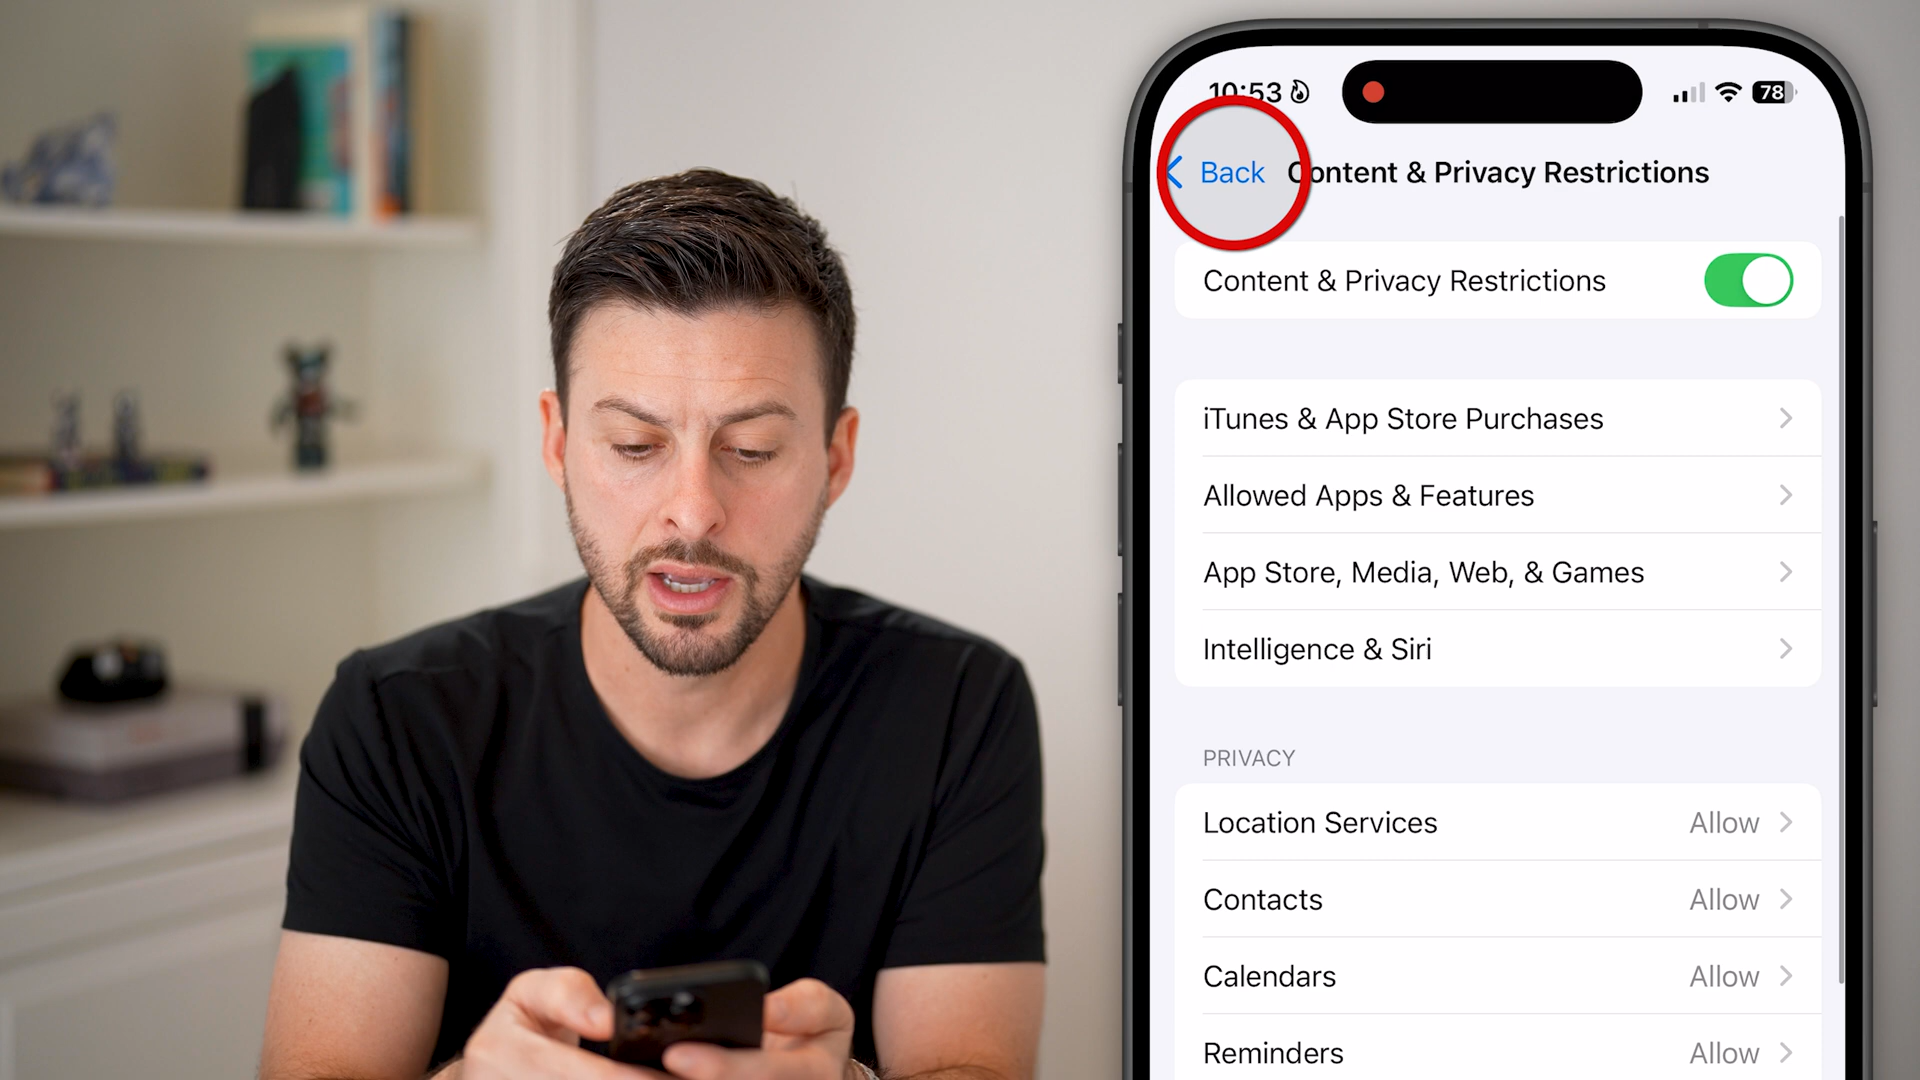 10:53
78
Back
Content & Privacy Restrictions
Content & Privacy Restrictions
iTunes & App Store Purchases
Allowed Apps & Features
App Store, Media, Web, & Games
Intelligence & Siri
PRIVACY
Location Services Allow
Contacts Allow
Calendars Allow
Reminders Allow